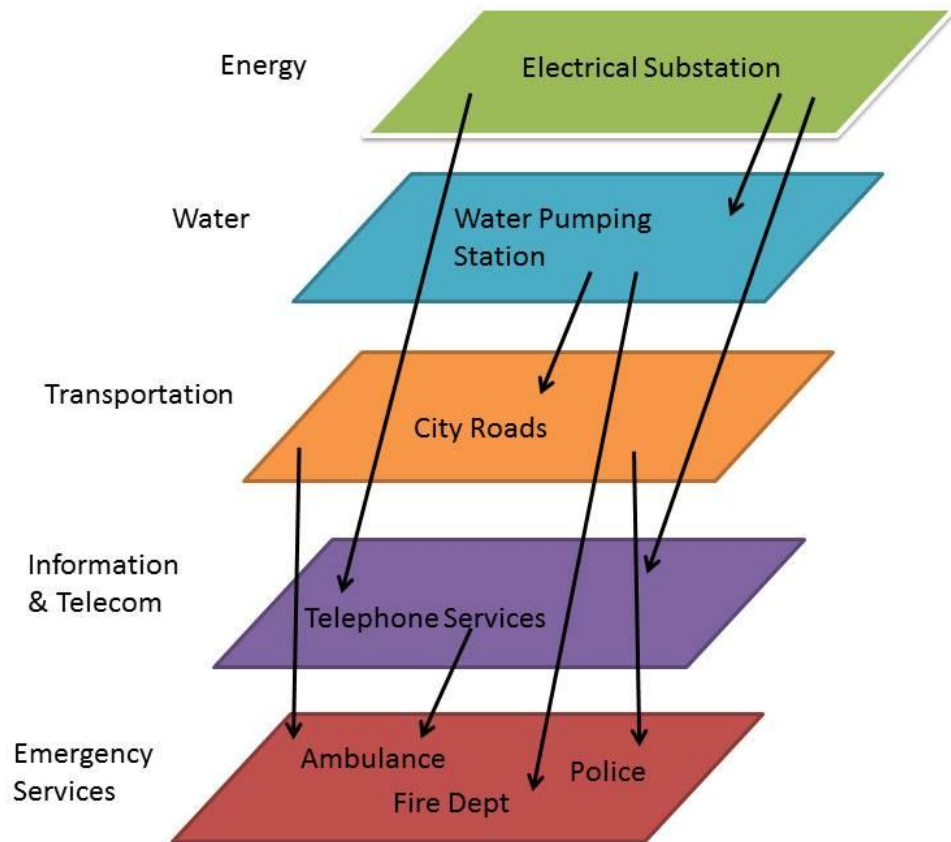 Energy
Electrical Substation
Water
Water Pumping
Station
Transportation
City Roads
Information
& Telecom
Telephone Services
Emergency
Services
Ambulance
Police
Fire Dept